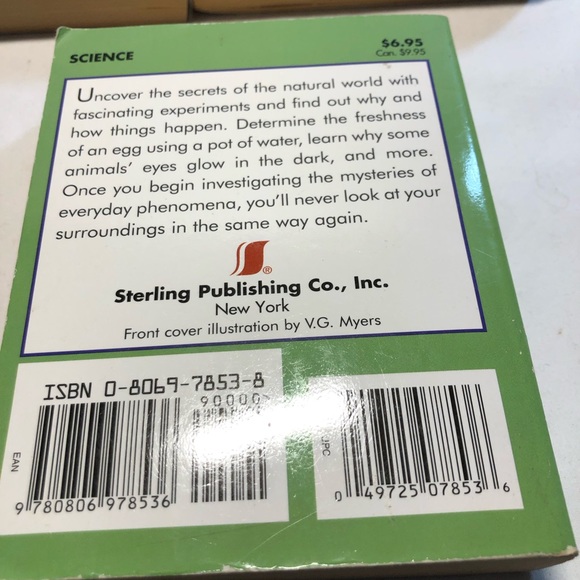 SCIENCE
$6.95
Can. $9.95
Uncover the secrets of the natural world with
fascinating experiments and find out why and
how things happen. Determine the freshness
of an egg using a pot of water, learn why some
animals' eyes glow in the dark, and more.
Once you begin investigating the mysteries of
everyday phenomena, you'll never look at your
surroundings in the same way again.
®
Sterling Publishing Co., Inc.
New York
Front cover illustration by V.G. Myers
ISBN 0-8069-7853-8
90000>
EAN
9 780806 978536
UPC
0 49725 07853 6